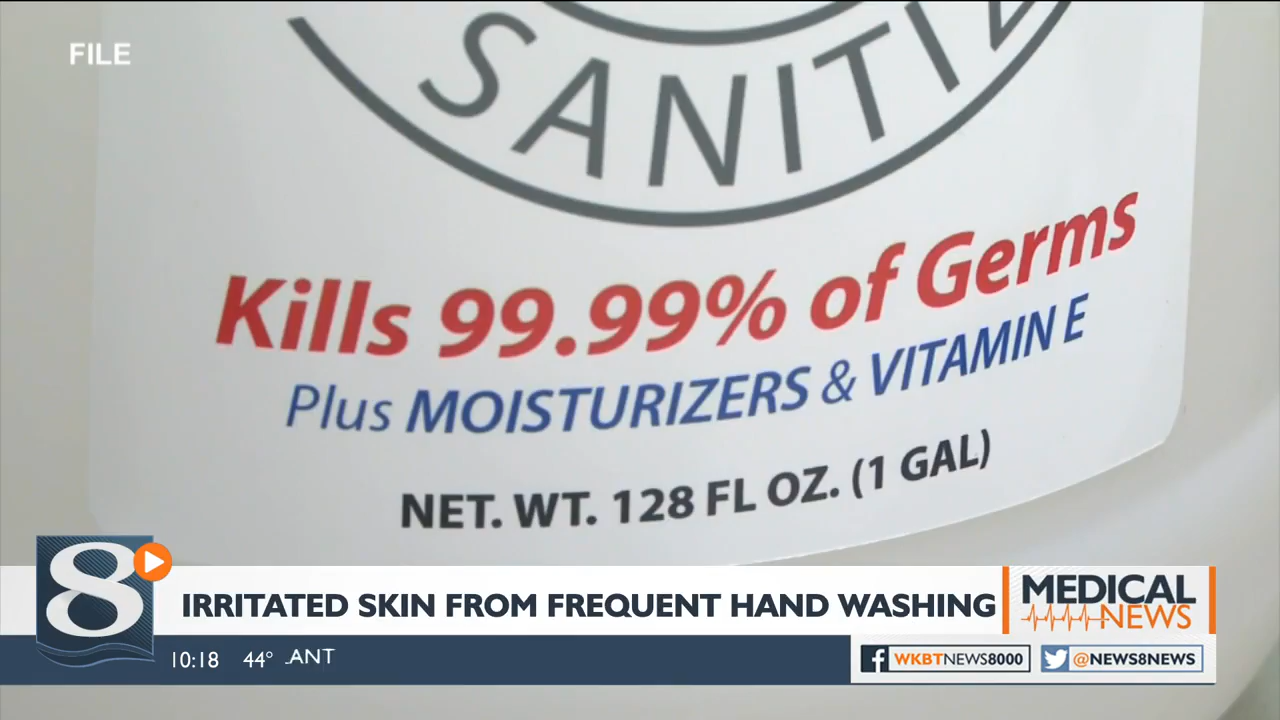 FILE
SANITIZ
Kills 99.99% of Germs
Plus MOISTURIZERS & VITAMIN E
NET. WT. 128 FL OZ. (1 GAL)
8
IRRITATED SKIN FROM FREQUENT HAND WASHING
MEDICAL
NEWS
10:18 44° ANT
WKBTNEWS8000
@NEWS8NEWS